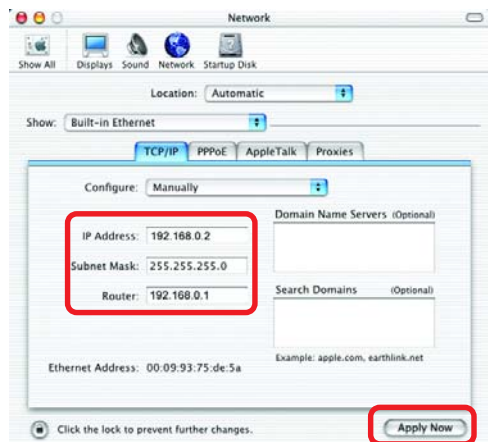 Network
Show All Displays Sound Network Startup Disk
Location: Automatic
Show: Built-in Ethernet
TCP/IP PPPoE AppleTalk Proxies
Configure: Manually
Domain Name Servers (Optional)
IP Address: 192.168.0.2
Subnet Mask: 255.255.255.0
Router: 192.168.0.1
Search Domains (Optional)
Example: apple.com, earthlink.net
Ethernet Address: 00:09:93:75:de:5a
Click the lock to prevent further changes.
Apply Now